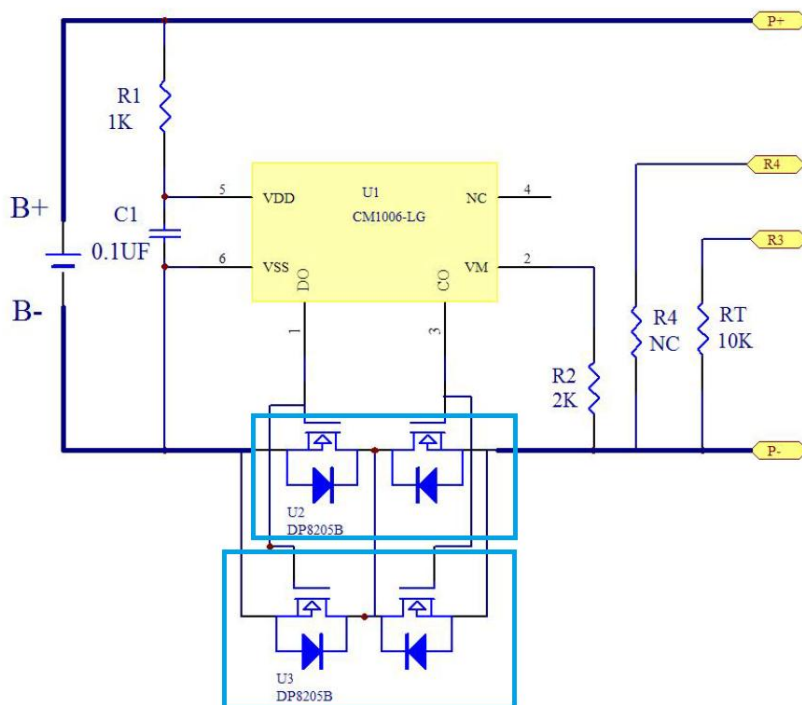 P+
R1
1K
U1
CM1006-LG
5
VDD
NC
4
R4
B+
C1
0.1UF
6
VSS
VM
2
R3
DO
CO
B-
1
3
R4
NC
RT
10K
R2
2K
P-
U2
DP8205B
U3
DP8205B